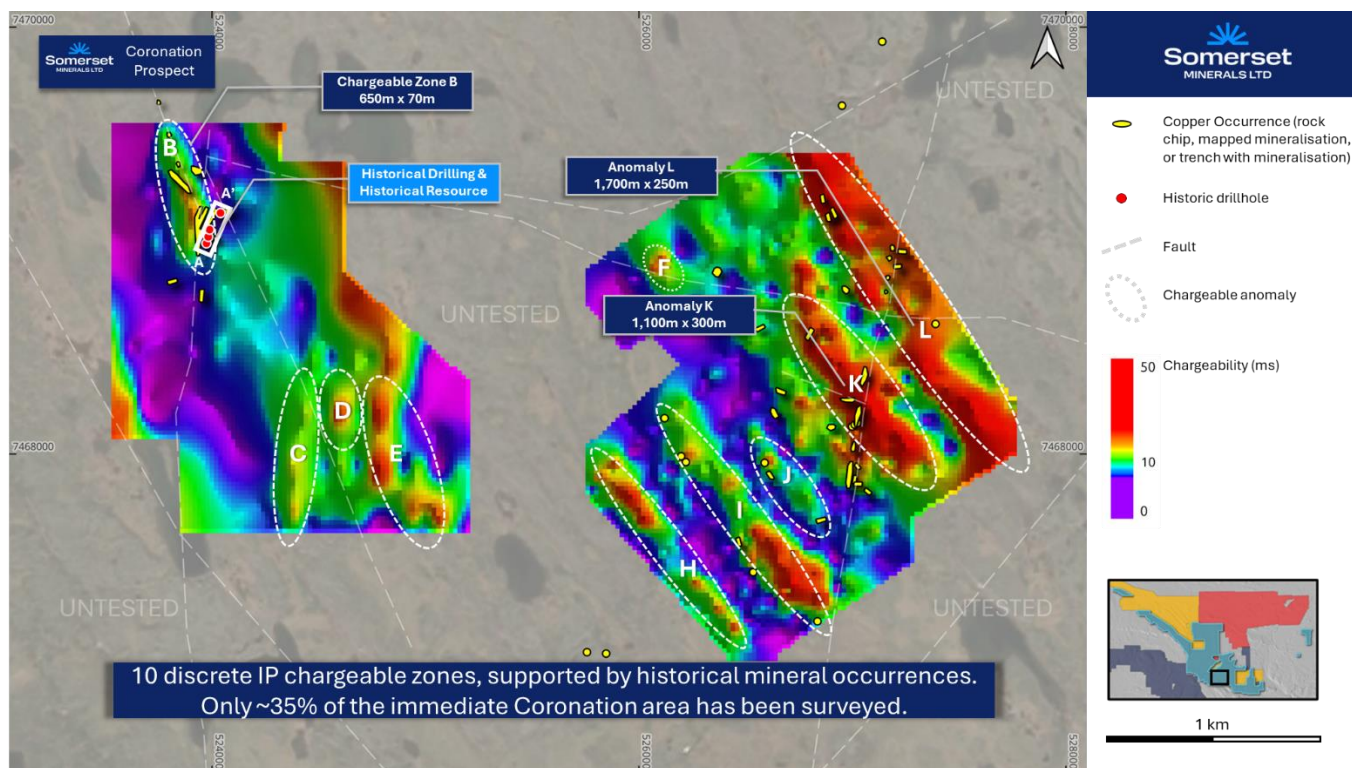 7470000
524000
526000
7470000
528000
Somerset
MINERALS LTD
Coronation
Prospect
Chargeable Zone B
650m x 70m
UNTESTED
B
Historical Drilling &
Historical Resource
A'
A
Anomaly L
1,700m x 250m
F
UNTESTED
Anomaly K
1,100m x 300m
L
K
D
C
E
7468000
7468000
J
I
H
UNTESTED
UNTESTED
10 discrete IP chargeable zones, supported by historical mineral occurrences.
Only ~35% of the immediate Coronation area has been surveyed.
524000
526000
528000
Somerset
MINERALS LTD
Copper Occurrence (rock
chip, mapped mineralisation,
or trench with mineralisation)
Historic drillhole
Fault
Chargeable anomaly
50 Chargeability (ms)
10
0
1 km